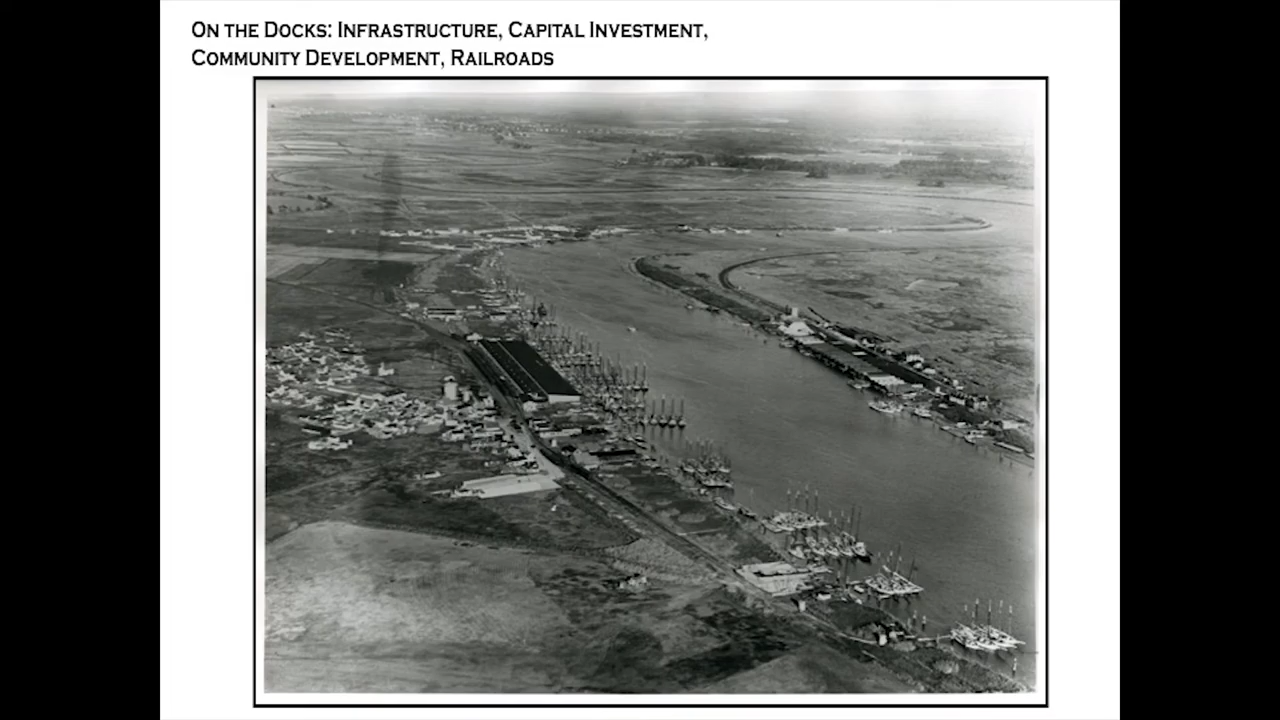 On the Docks: Infrastructure, Capital Investment,
Community Development, Railroads